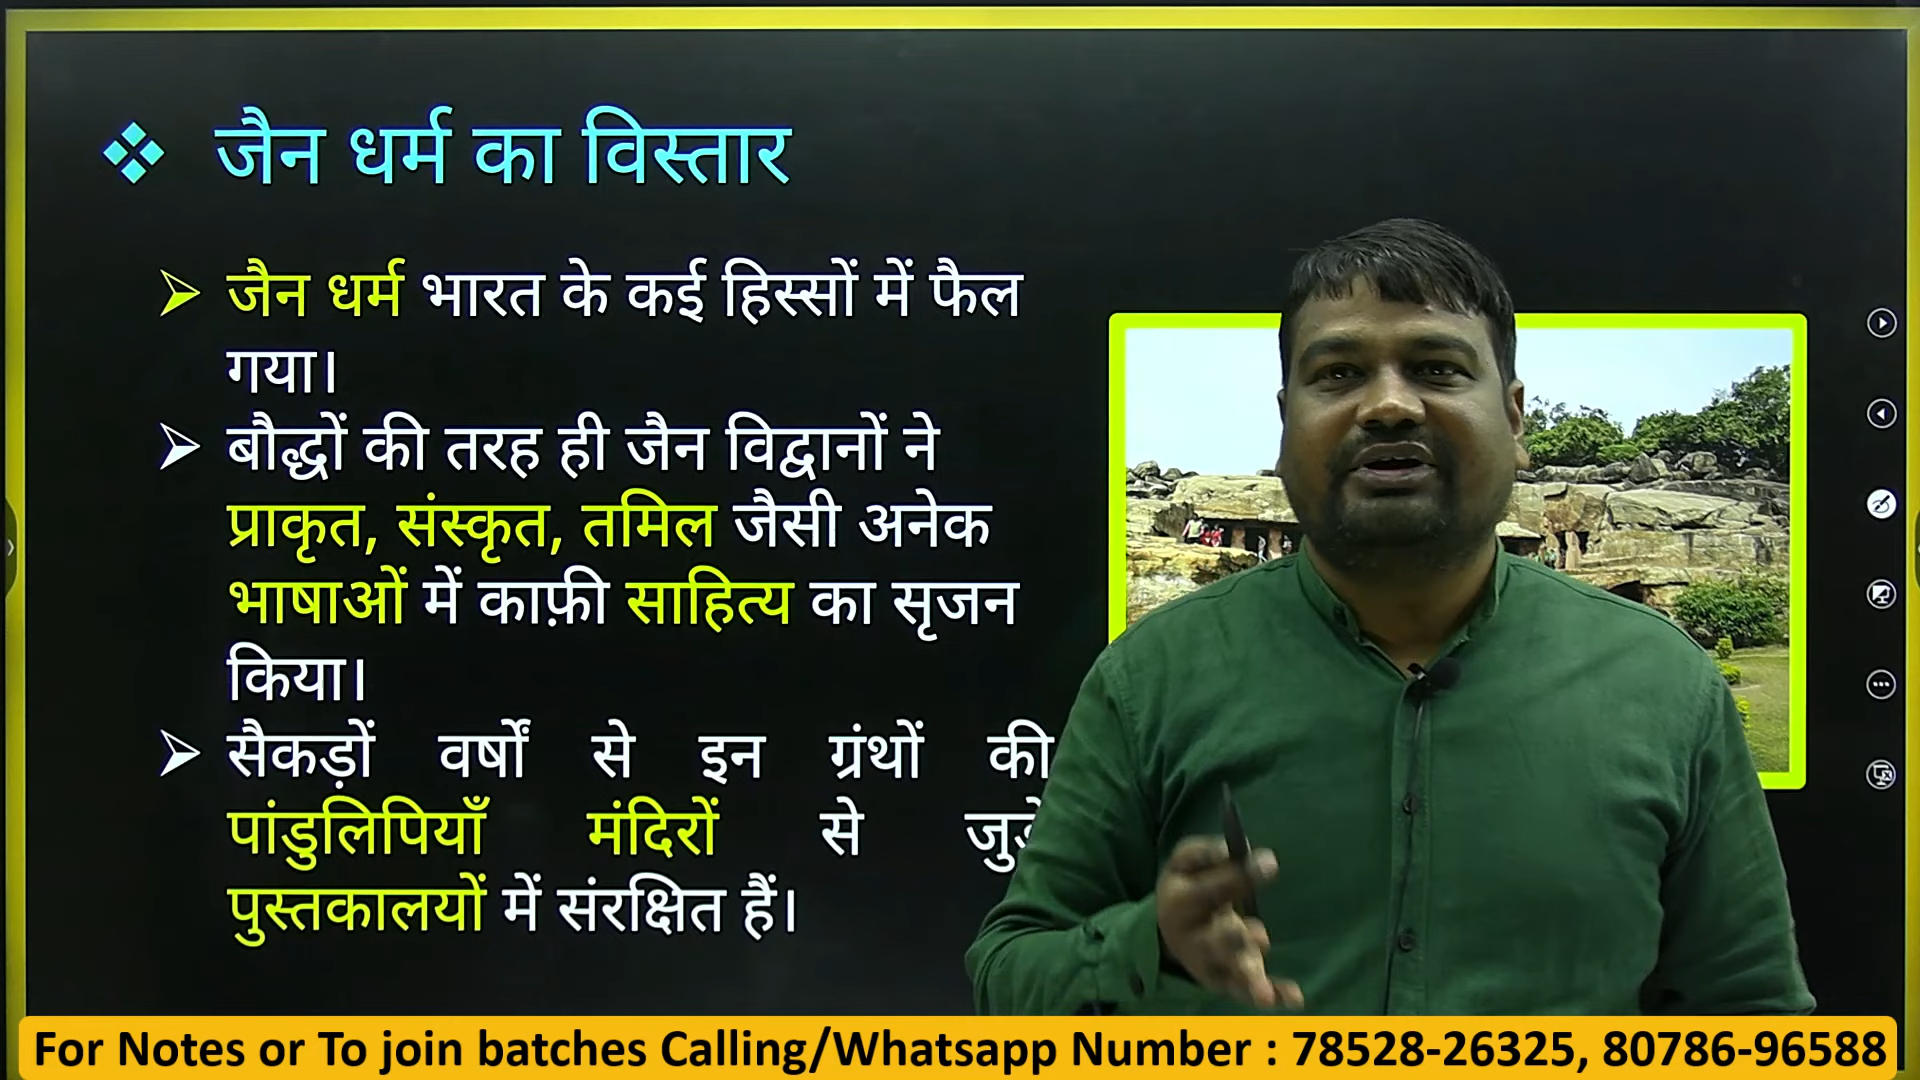 जैन धर्म का विस्तार
जैन धर्म भारत के कई हिस्सों में फैल
गया।
बौद्धों की तरह ही जैन विद्वानों ने
प्राकृत, संस्कृत, तमिल जैसी अनेक
भाषाओं में काफ़ी साहित्य का सृजन
किया।
सैकड़ों वर्षों से इन ग्रंथों की
पांडुलिपियाँ मंदिरों से
पुस्तकालयों में संरक्षित हैं।
For Notes or To join batches Calling/Whatsapp Number : 78528-26325, 80786-96588